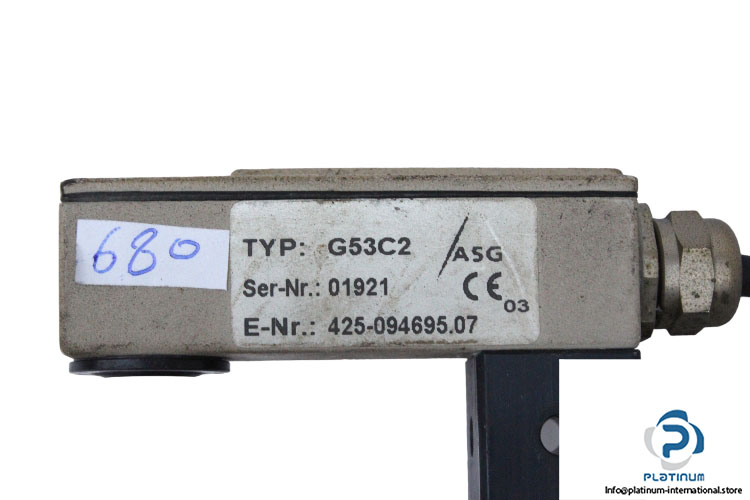 680
TYP: G53C2
ASG
Ser-Nr.: 01921
CE 03
E-Nr.: 425-094695.07
PLATINUM
Info@platinum-international.store